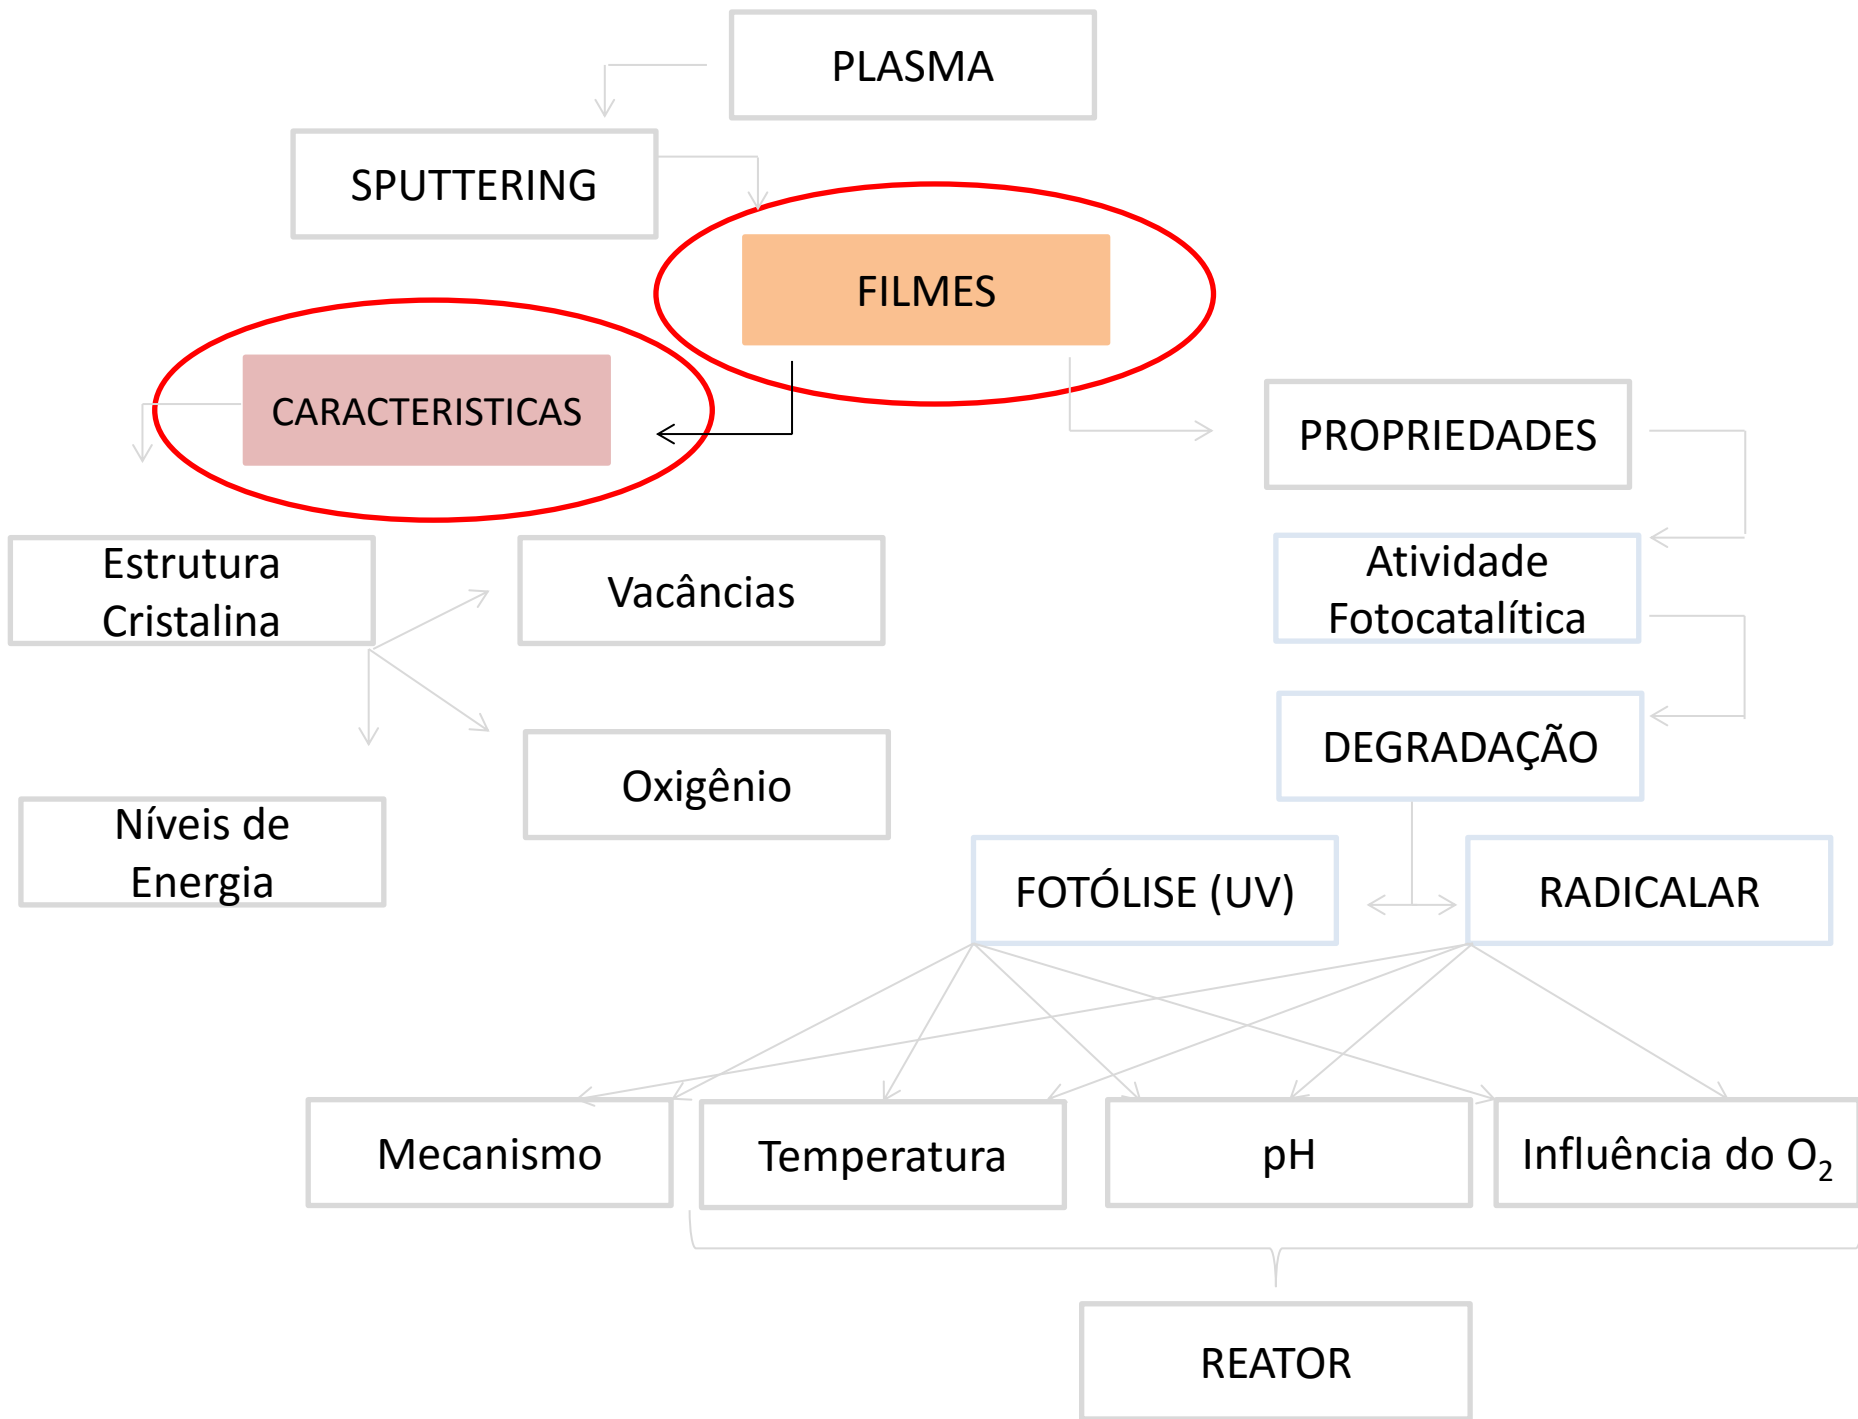 PLASMA
SPUTTERING
FILMES
CARACTERISTICAS
PROPRIEDADES
Estrutura
Cristalina
Vacâncias
Atividade
Fotocatalítica
DEGRADAÇÃO
Oxigênio
Níveis de
Energia
FOTÓLISE (UV)
RADICALAR
Mecanismo
Temperatura
pH
Influência do O₂
REATOR